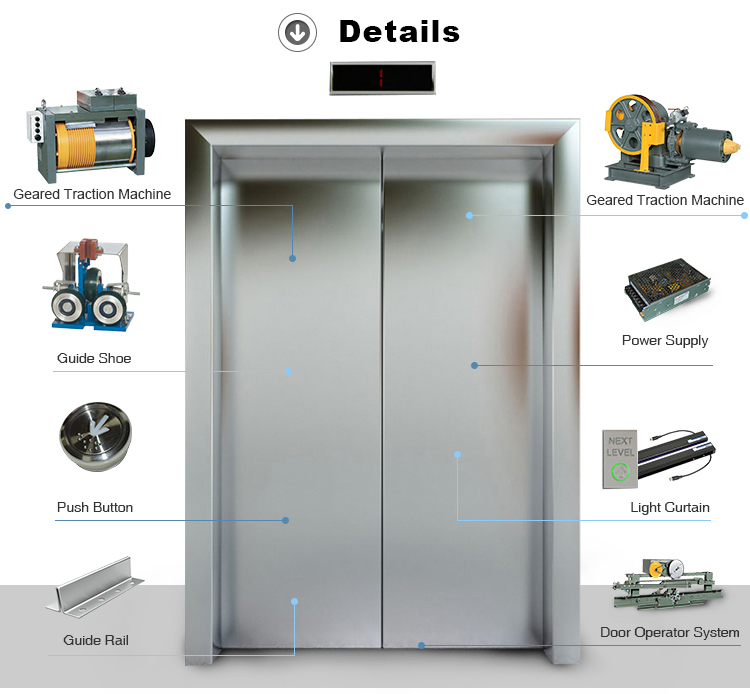 Details
Geared Traction Machine
Geared Traction Machine
Guide Shoe
Power Supply
NEXT
LEVEL
Push Button
Light Curtain
Guide Rail
Door Operator System